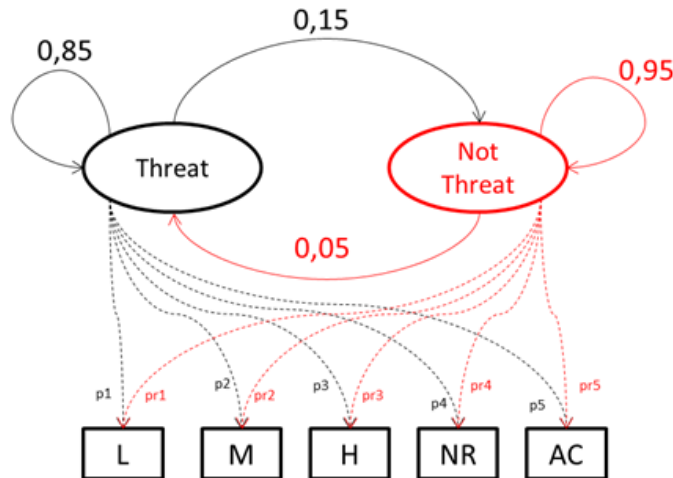 0,15
0,85
0,95
Threat
Not
Threat
0,05
p1
pr1
p2
pr2
p3
pr3
p4
pr4
p5
pr5
L
M
H
NR
AC